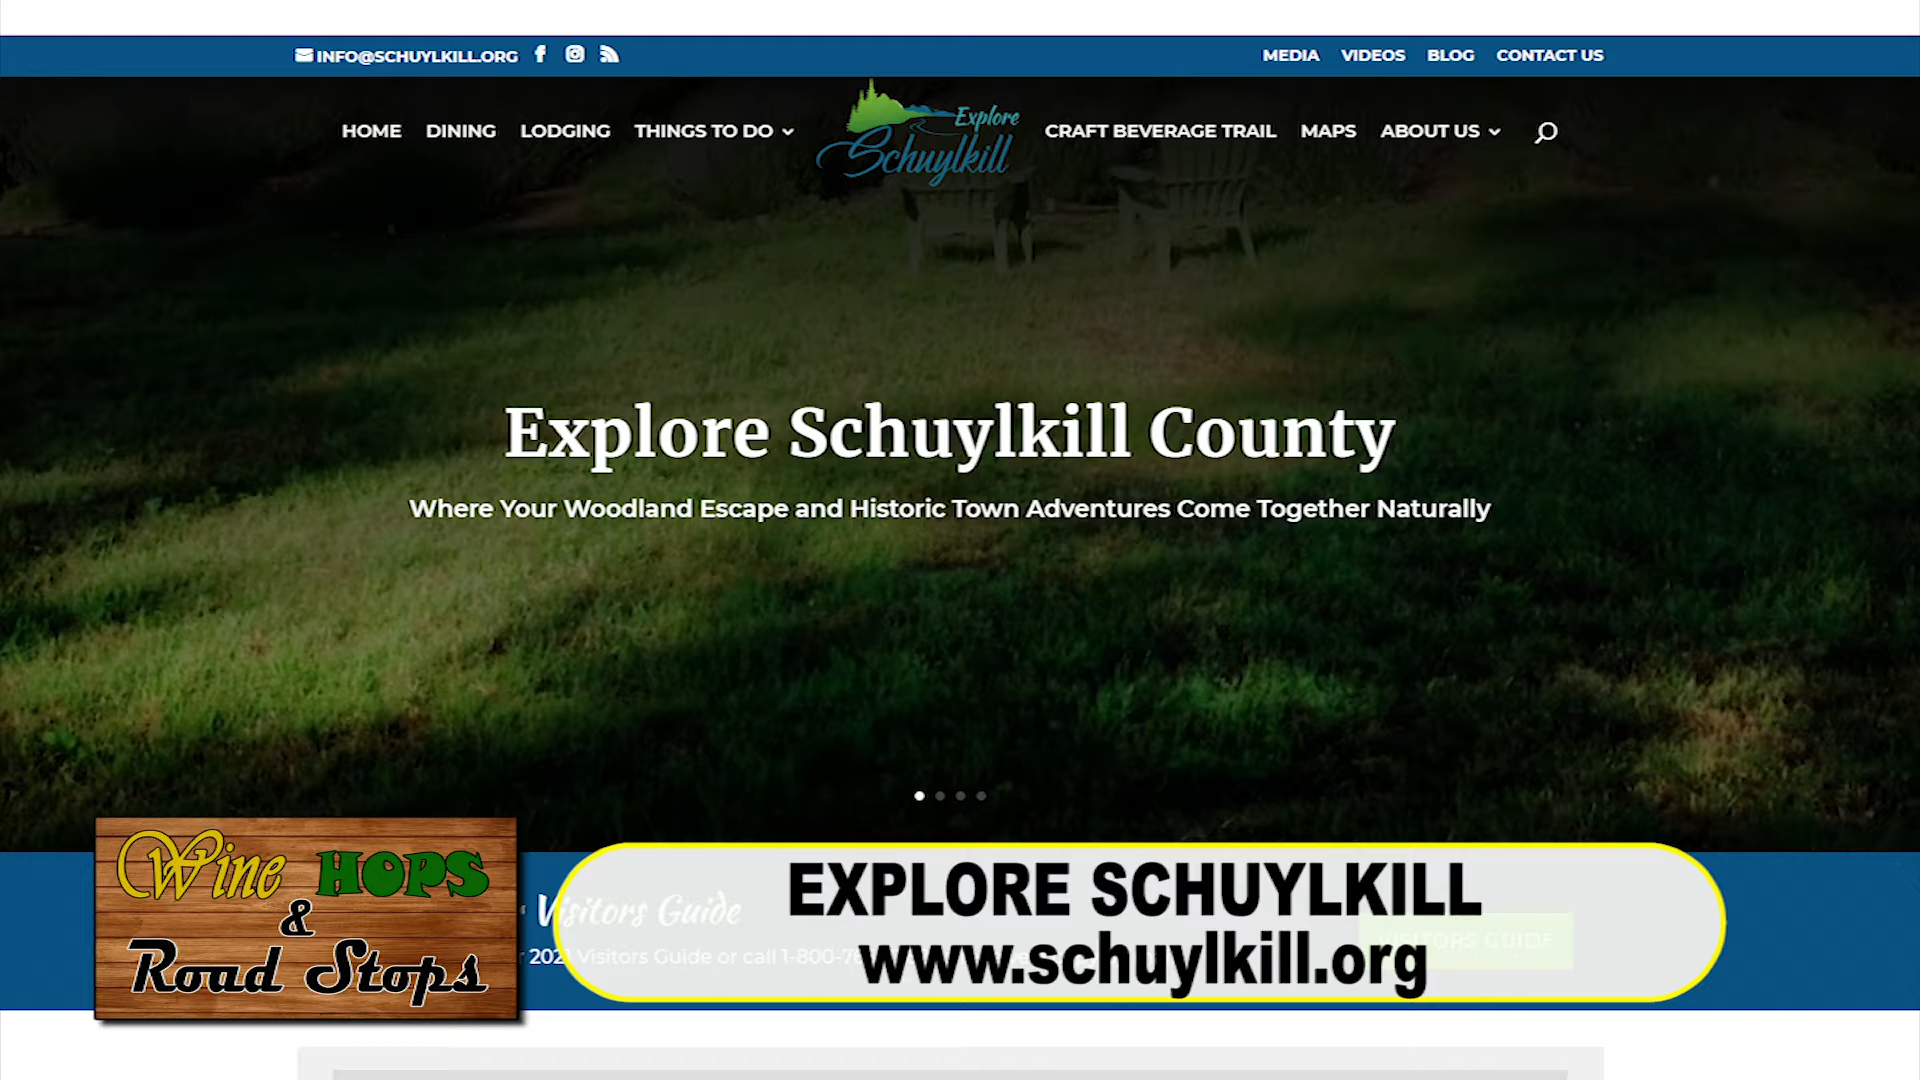 INFO@SCHUYLKILL.ORG
MEDIA VIDEOS BLOG CONTACT US
HOME DINING LODGING THINGS TO DO
Explore
Schuylkill
CRAFT BEVERAGE TRAIL MAPS ABOUT US
Explore Schuylkill County
Where Your Woodland Escape and Historic Town Adventures Come Together Naturally
Wine HOPS
&
Road Stops
Visitors Guide
Visitors Guide or call 1-800-
VISITORS GUIDE
EXPLORE SCHUYLKILL
www.schuylkill.org